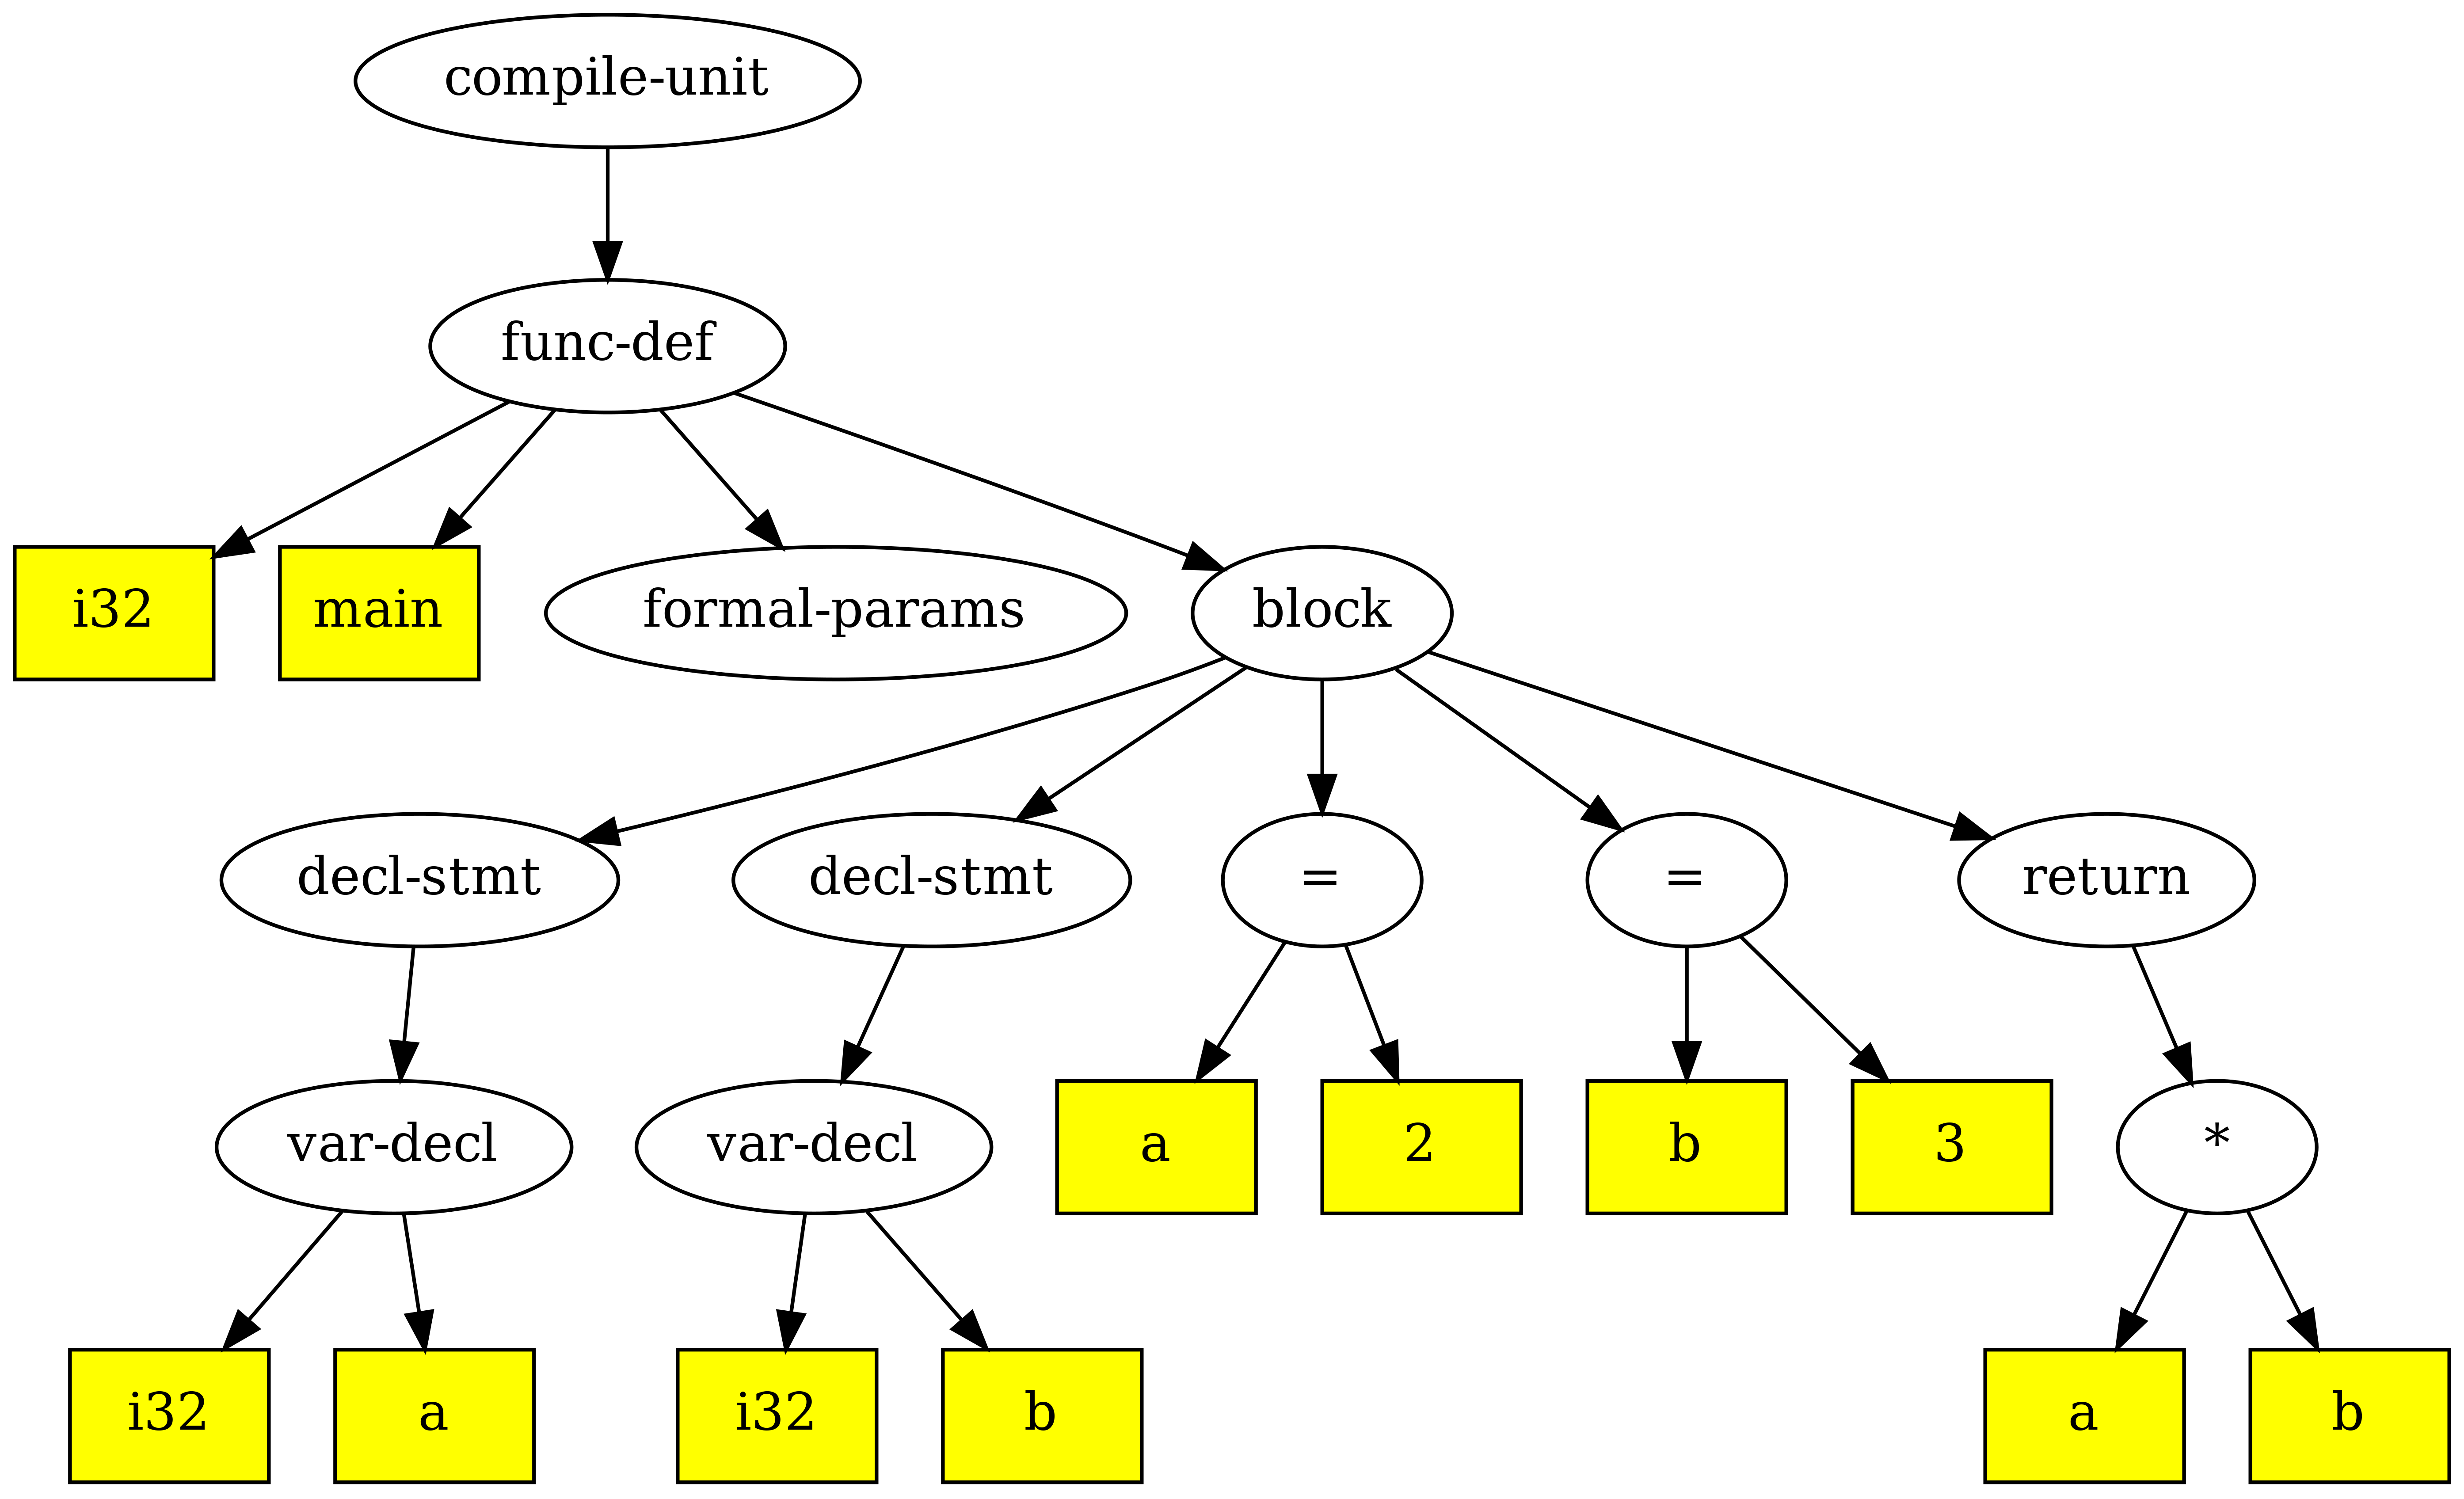 compile-unit
func-def
i32 main formal-params block
decl-stmt decl-stmt = = return
var-decl var-decl a 2 b 3 *
i32 a i32 b a b